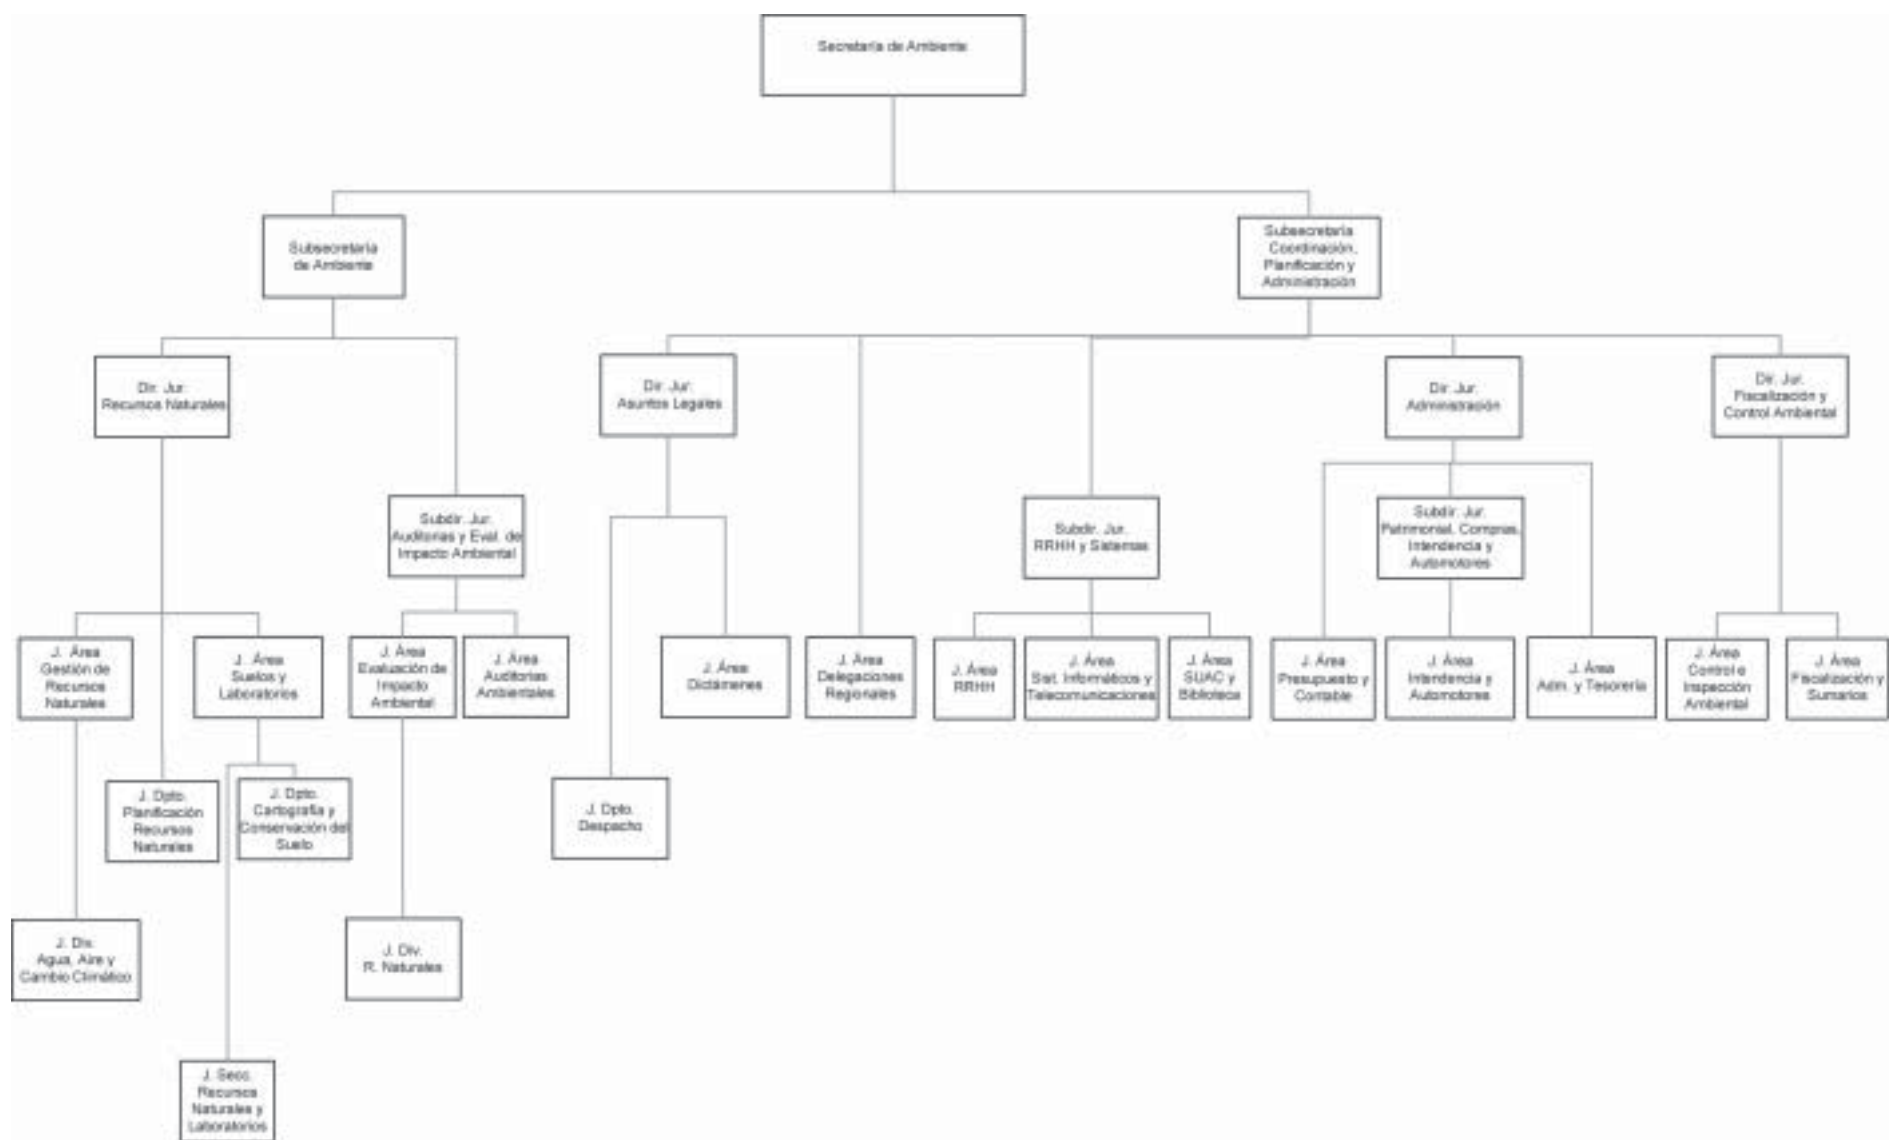 Secretaría de Ambiente
Subsecretaría
de Ambiente
Subsecretaría
Coordinación,
Planificación y
Administración
Dir. Jur.
Recursos Naturales
Dir. Jur.
Asuntos Legales
Dir. Jur.
Administración
Dir. Jur.
Fiscalización y
Control Ambiental
Subdir. Jur.
Auditorias y Eval. de
Impacto Ambiental
Subdir. Jur.
RRHH y Sistemas
Subdir. Jur.
Patrimonial, Compras,
Intendencia y
Automotores
J. Área
Gestión de
Recursos
Naturales
J. Área
Suelos y
Laboratorios
J. Área
Evaluación de
Impacto
Ambiental
J. Área
Auditorias
Ambientales
J. Área
Dictámenes
J. Área
Delegaciones
Regionales
J. Área
RRHH
J. Área
Sist. Informáticos y
Telecomunicaciones
J. Área
SUAC y
Biblioteca
J. Área
Presupuesto y
Contable
J. Área
Intendencia y
Automotores
J. Área
Adm. y Tesorería
J. Área
Control e
Inspección
Ambiental
J. Área
Fiscalización y
Sumarios
J. Dpto.
Planificación
Recursos
Naturales
J. Dpto.
Cartografía y
Conservación del
Suelo
J. Dpto.
Despacho
J. Div.
Agua, Aire y
Cambio Climático
J. Div.
R. Naturales
J. Secc.
Recursos
Naturales y
Laboratorios